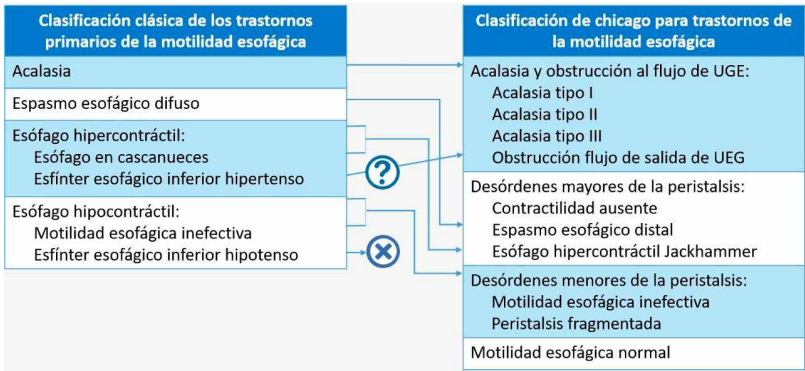 Clasificación clásica de los trastornos
primarios de la motilidad esofágica
Acalasia
Espasmo esofágico difuso
Esófago hipercontráctil:
Esófago en cascanueces
Esfínter esofágico inferior hipertenso
Esófago hipocontráctil:
Motilidad esofágica inefectiva
Esfínter esofágico inferior hipotenso
?
Clasificación de chicago para trastornos de
la motilidad esofágica
Acalasia y obstrucción al flujo de UGE:
Acalasia tipo I
Acalasia tipo II
Acalasia tipo III
Obstrucción flujo de salida de UEG
Desórdenes mayores de la peristalsis:
Contractilidad ausente
Espasmo esofágico distal
Esófago hipercontráctil Jackhammer
Desórdenes menores de la peristalsis:
Motilidad esofágica inefectiva
Peristalsis fragmentada
Motilidad esofágica normal